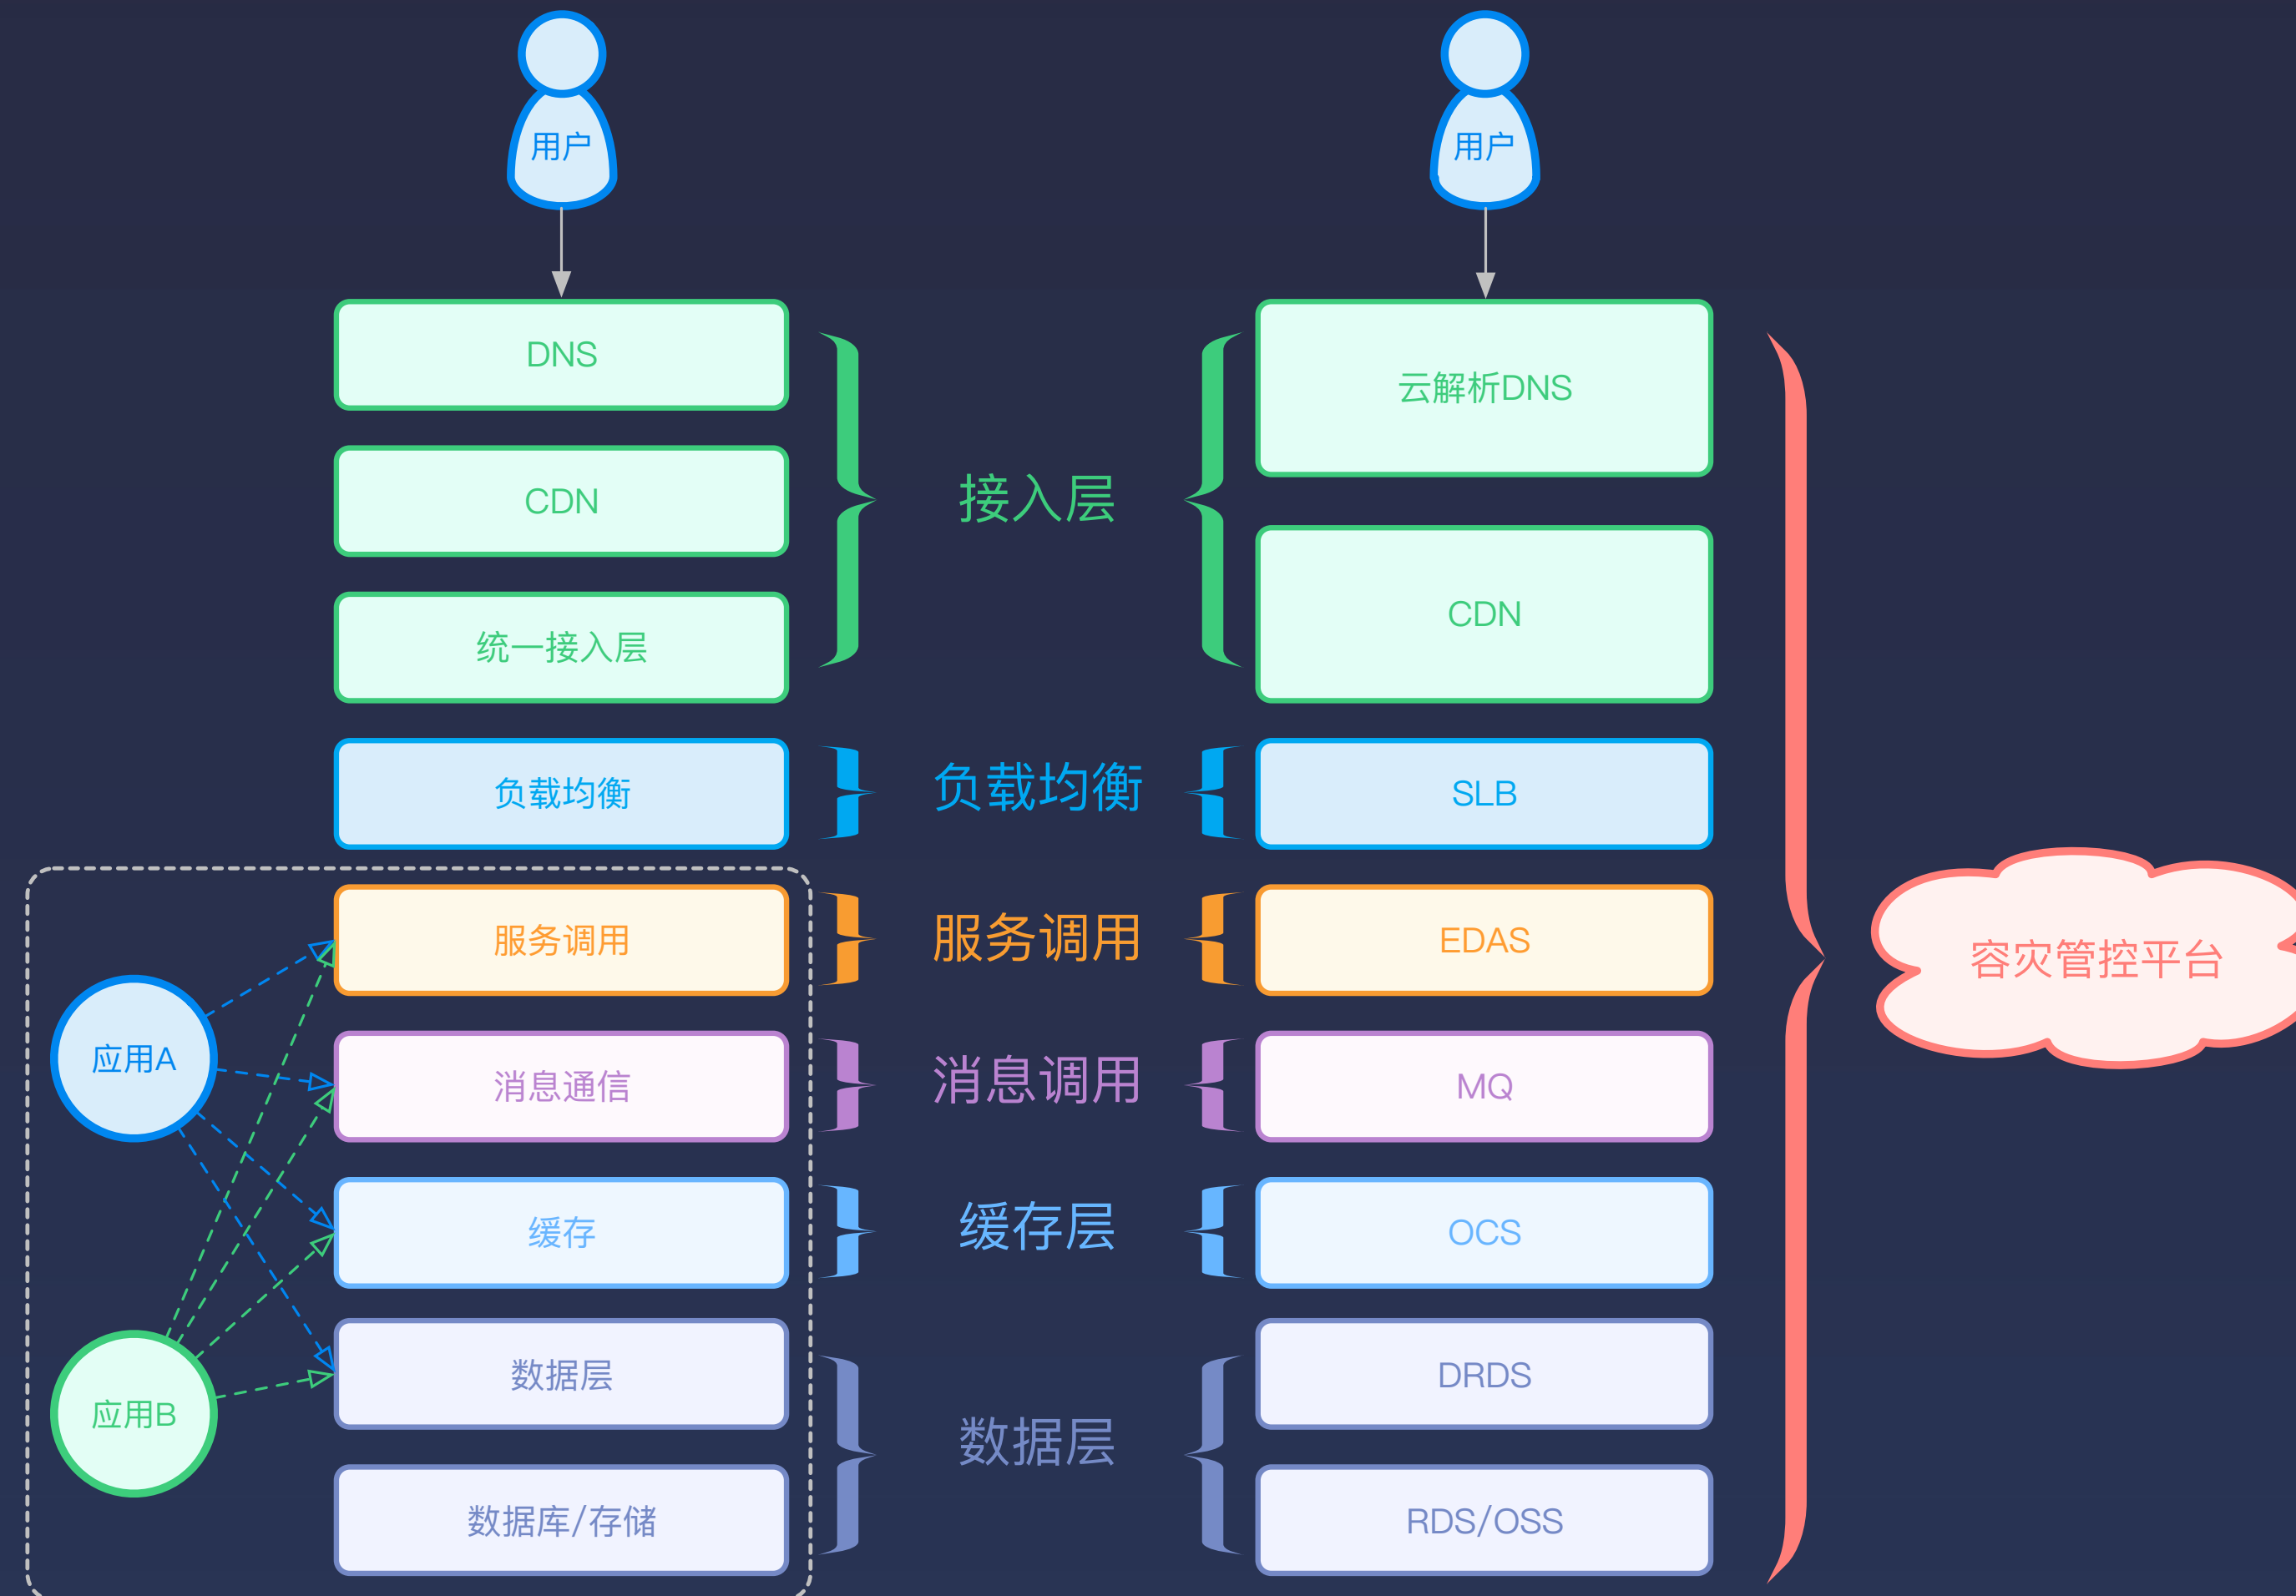 用户
用户
DNS
CDN
统一接入层
接入层
云解析DNS
CDN
负载均衡
负载均衡
SLB
服务调用
服务调用
EDAS
容灾管控平台
应用A
消息通信
消息调用
MQ
缓存
缓存层
OCS
数据层
DRDS
应用B
数据层
数据库/存储
RDS/OSS